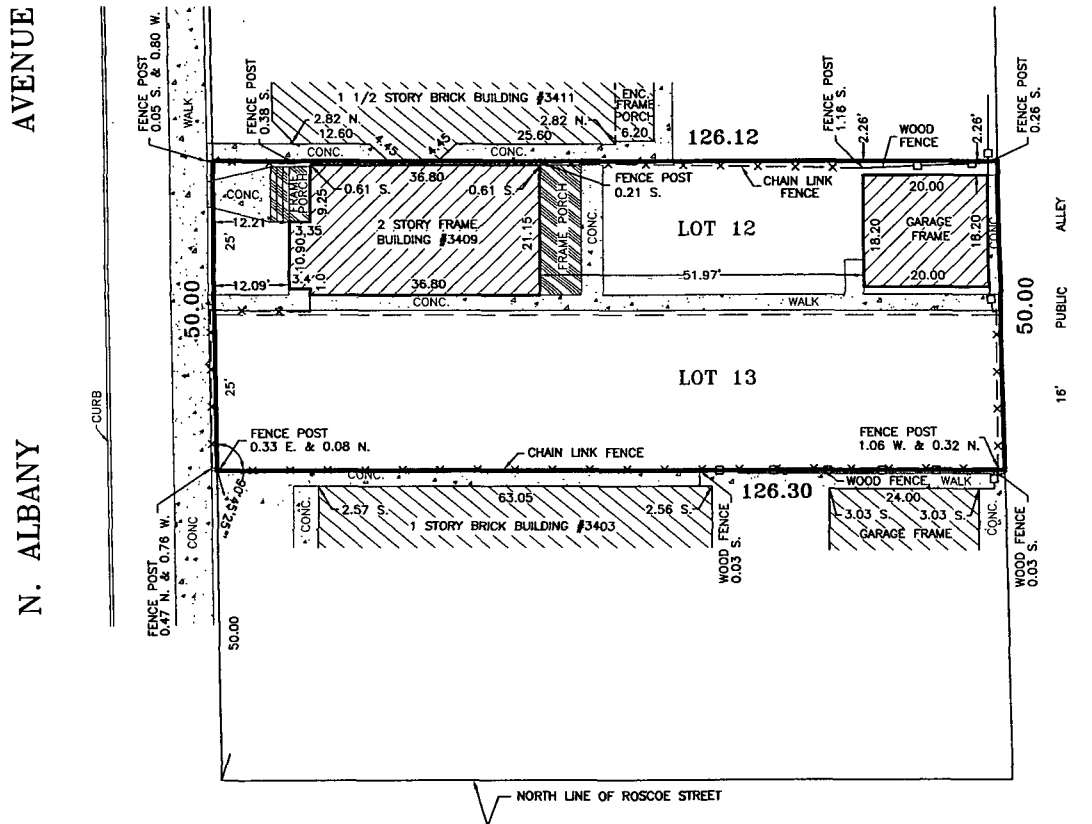 N. ALBANY AVENUE
CURB
WALK
CONC
FENCE POST
0.05 S. & 0.80 W.
FENCE POST
0.38 S.
1 1/2 STORY BRICK BUILDING #3411
2.82 N.
12.60
4.45
4.45
2.82 N.
25.60
CONC.
CONC.
ENC.
FRAME
PORCH
6.20
126.12
FENCE POST
1.16 S.
2.26'
WOOD
FENCE
2.26'
FENCE POST
0.26 S.
CONC.
FRAME
PORCH
9.25
0.61 S.
36.80
0.61 S.
FENCE POST
0.21 S.
CHAIN LINK
FENCE
20.00
12.21'
3.35
2 STORY FRAME
BUILDING #3409
21.15
FRAME PORCH
CONC.
LOT 12
18.20
GARAGE
FRAME
18.20
CONC.
ALLEY
25'
10.90
51.97'
12.09'
3.4
1.0
36.80
20.00
CONC.
WALK
50.00
50.00
PUBLIC
LOT 13
25'
16'
FENCE POST
0.33 E. & 0.08 N.
CHAIN LINK FENCE
FENCE POST
1.06 W. & 0.32 N.
90°45'25"
CONC.
126.30
WOOD FENCE
WALK
CONC.
2.57 S.
63.05
2.56 S.
1 STORY BRICK BUILDING #3403
WOOD FENCE
0.03 S.
24.00
3.03 S.
3.03 S.
GARAGE FRAME
CONC.
WOOD FENCE
0.03 S.
FENCE POST
0.47 N. & 0.76 W.
50.00
NORTH LINE OF ROSCOE STREET